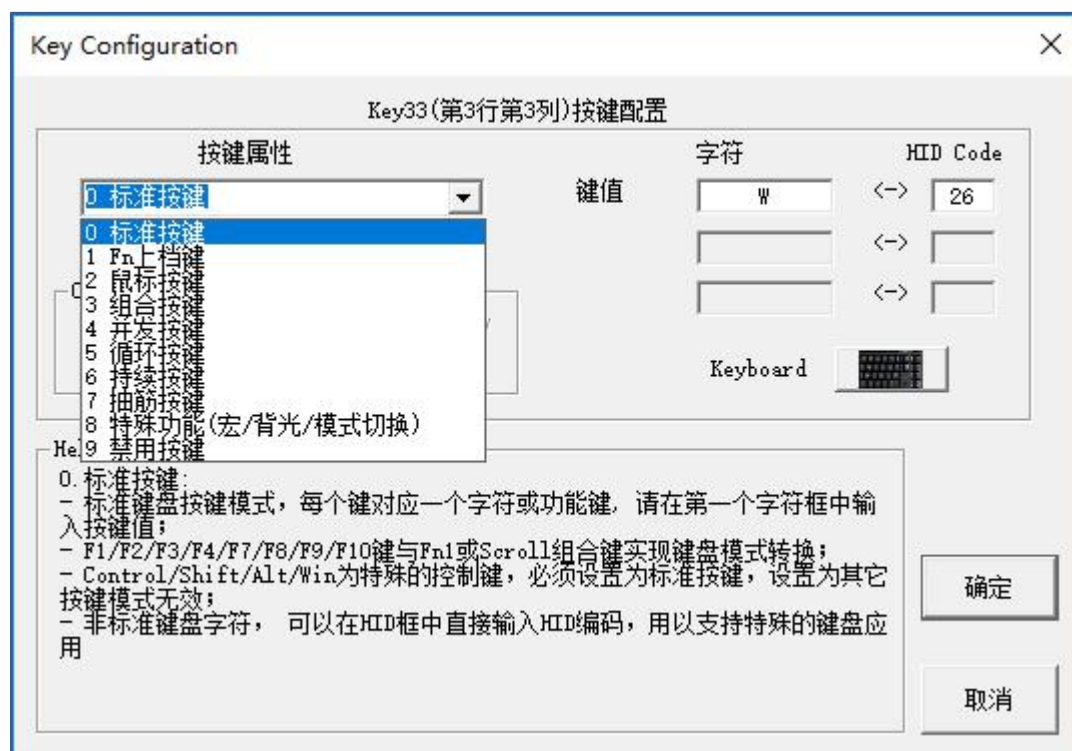 Key Configuration
Key33(第3行第3列)按键配置
按键属性
字符
HID Code
0 标准按键
键值
W
<->
26
0 标准按键
1 Fn上档键
2 鼠标按键
3 组合按键
4 并发按键
5 循环按键
6 持续按键
7 抽筋按键
8 特殊功能(宏/背光/模式切换)
9 禁用按键
<->
<->
Keyboard
0.标准按键:
- 标准键盘按键模式，每个键对应一个字符或功能键, 请在第一个字符框中输
入按键值；
- F1/F2/F3/F4/F7/F8/F9/F10键与Fn1或Scroll组合键实现键盘模式转换；
- Control/Shift/Alt/Win为特殊的控制键，必须设置为标准按键，设置为其它
按键模式无效；
- 非标准键盘字符， 可以在HID框中直接输入HID编码，用以支持特殊的键盘应
用
确定
取消